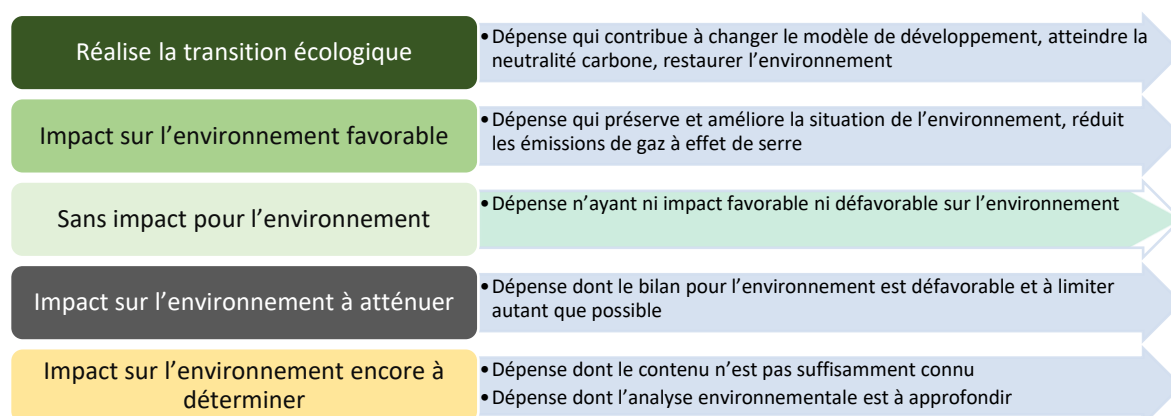 Réalise la transition écologique
• Dépense qui contribue à changer le modèle de développement, atteindre la
neutralité carbone, restaurer l’environnement
Impact sur l’environnement favorable
• Dépense qui préserve et améliore la situation de l’environnement, réduit
les émissions de gaz à effet de serre
Sans impact pour l’environnement
• Dépense n’ayant ni impact favorable ni défavorable sur l’environnement
Impact sur l’environnement à atténuer
• Dépense dont le bilan pour l’environnement est défavorable et à limiter
autant que possible
Impact sur l’environnement encore à
déterminer
• Dépense dont le contenu n’est pas suffisamment connu
• Dépense dont l’analyse environnementale est à approfondir